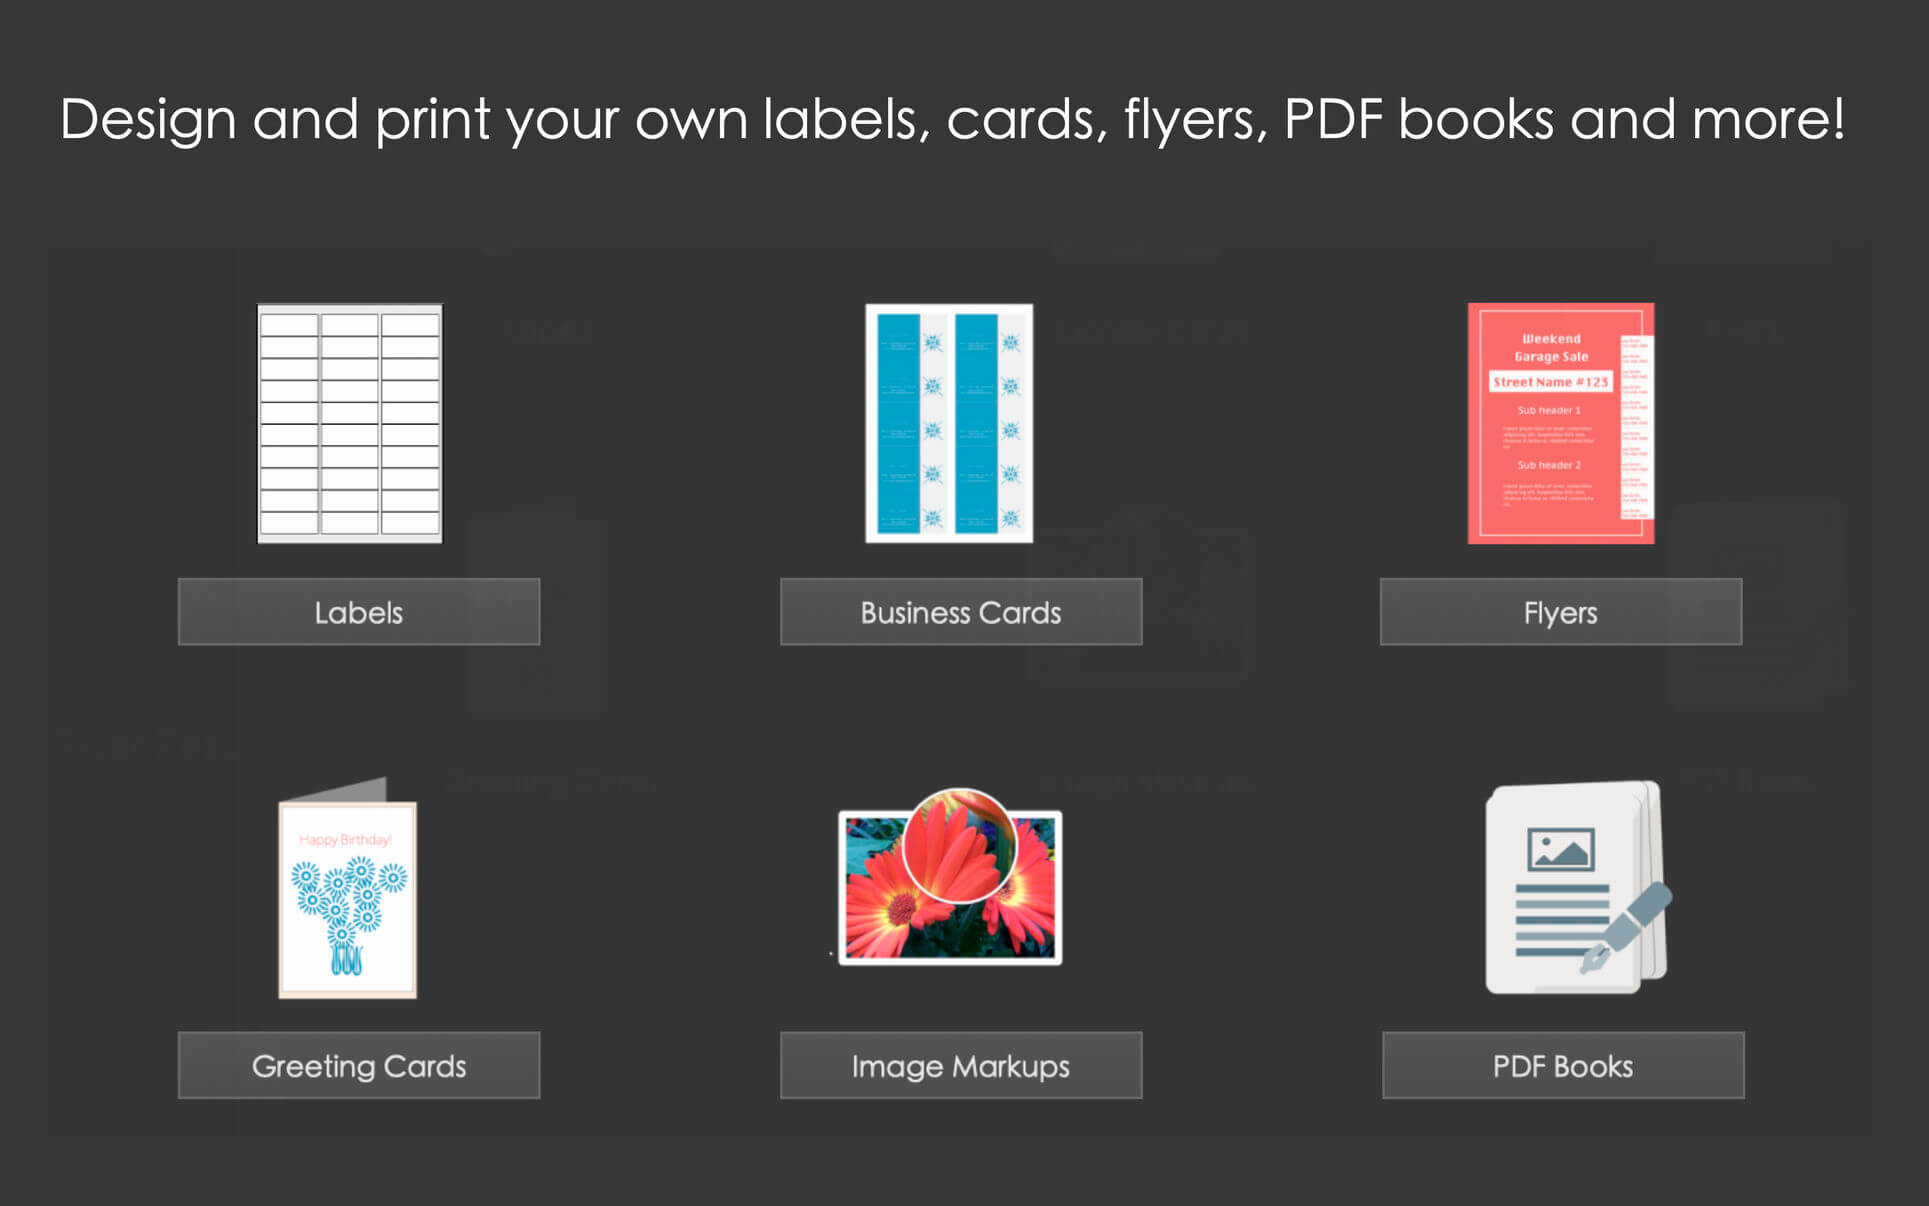 Design and print your own labels, cards, flyers, PDF books and more!
Weekend
Garage Sale
Street Name #123
Sub header 1
Sub header 2
Labels
Business Cards
Flyers
Happy Birthday!
Greeting Cards
Image Markups
PDF Books